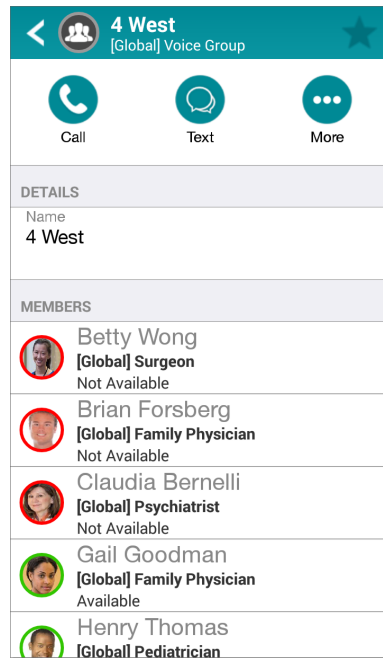 4 West
[Global] Voice Group
Call
Text
More
DETAILS
Name
4 West
MEMBERS
Betty Wong
[Global] Surgeon
Not Available
Brian Forsberg
[Global] Family Physician
Not Available
Claudia Bernelli
[Global] Psychiatrist
Not Available
Gail Goodman
[Global] Family Physician
Available
Henry Thomas
[Global] Pediatrician